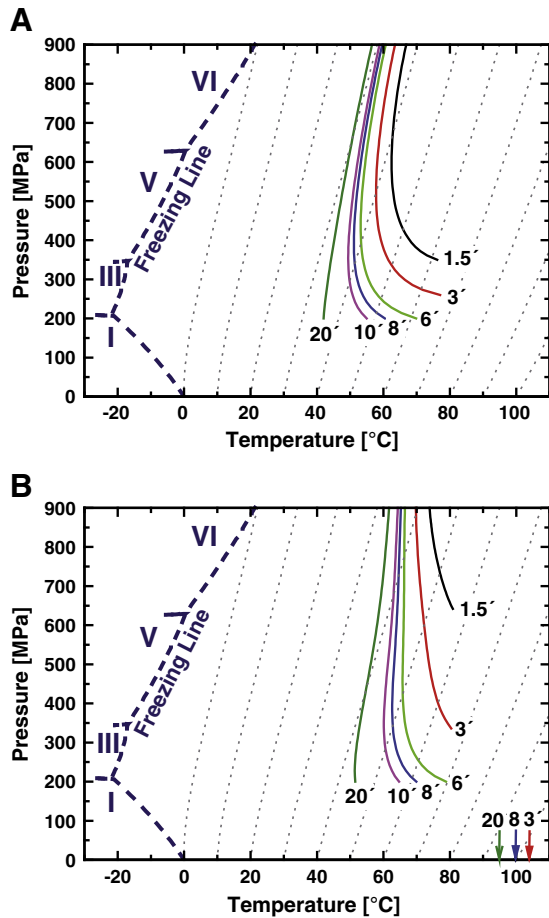 A
900
800
700
600
500
400
300
200
100
0
Pressure [MPa]
VI
V
III
I
Freezing Line
1.5´
3´
6´
8´
10´
20´
-20 0 20 40 60 80 100
Temperature [°C]
B
900
800
700
600
500
400
300
200
100
0
Pressure [MPa]
VI
V
III
I
Freezing Line
1.5´
3´
6´
8´
10´
20´
20 8 3´
-20 0 20 40 60 80 100
Temperature [°C]